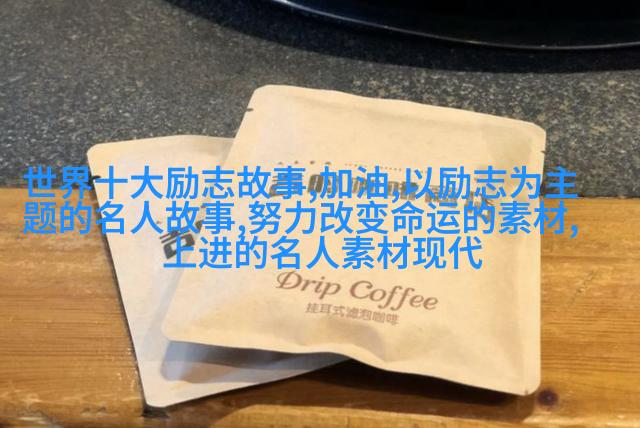 世界十大励志故事,加油,以励志为主
题的名人故事,努力改变命运的素材,
上进的名人素材现代
Drip Coffee
挂耳式滤泡咖啡